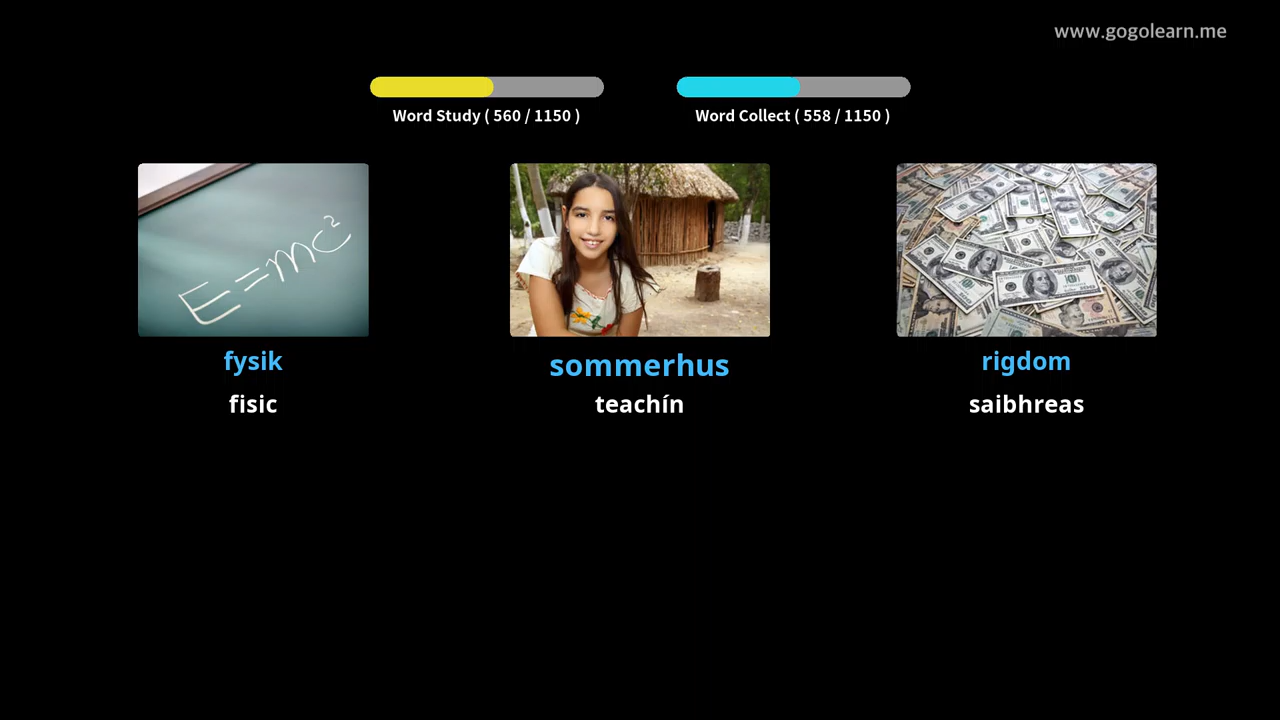 www.gogolearn.me
Word Study ( 560 / 1150 )
Word Collect ( 558 / 1150 )
E=mc²
fysik
sommerhus
rigdom
fisic
teachín
saibhreas